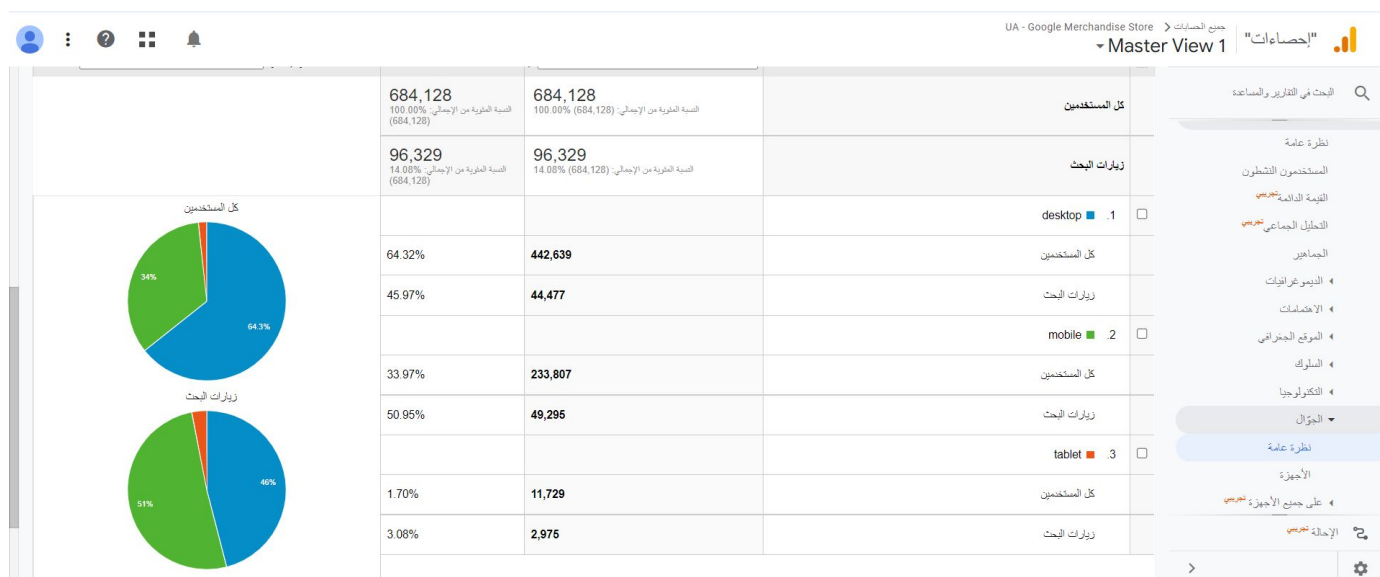 "إحصاءات"
جميع الحسابات > UA - Google Merchandise Store
Master View 1
البحث في التقارير والمساعدة
نظرة عامة
المستخدمون النشطون
القيمة الدائمة تجريبي
التحليل الجماعي تجريبي
الجماهير
الديموغرافيات
الاهتمامات
الموقع الجغرافي
السلوك
التكنولوجيا
الجوّال
نظرة عامة
الأجهزة
على جميع الأجهزة تجريبي
الإحالة تجريبي
كل المستخدمين
684,128
النسبة المئوية من الإجمالي: 100.00% (684,128)
684,128
النسبة المئوية من الإجمالي: 100.00%
(684,128)
زيارات البحث
96,329
النسبة المئوية من الإجمالي: 14.08% (684,128)
96,329
النسبة المئوية من الإجمالي: 14.08%
(684,128)
1. desktop
كل المستخدمين 442,639 64.32%
زيارات البحث 44,477 45.97%
2. mobile
كل المستخدمين 233,807 33.97%
زيارات البحث 49,295 50.95%
3. tablet
كل المستخدمين 11,729 1.70%
زيارات البحث 2,975 3.08%
كل المستخدمين
34%
64.3%
زيارات البحث
46%
51%